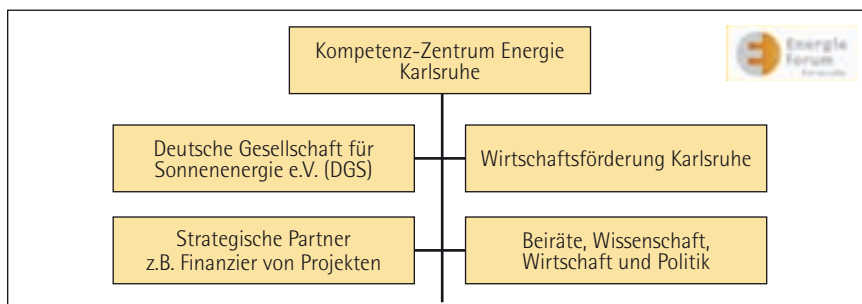 Kompetenz-Zentrum Energie
Karlsruhe
Energie
Forum
Karlsruhe
Deutsche Gesellschaft für
Sonnenenergie e.V. (DGS)
Wirtschaftsförderung Karlsruhe
Strategische Partner
z.B. Finanzier von Projekten
Beiräte, Wissenschaft,
Wirtschaft und Politik